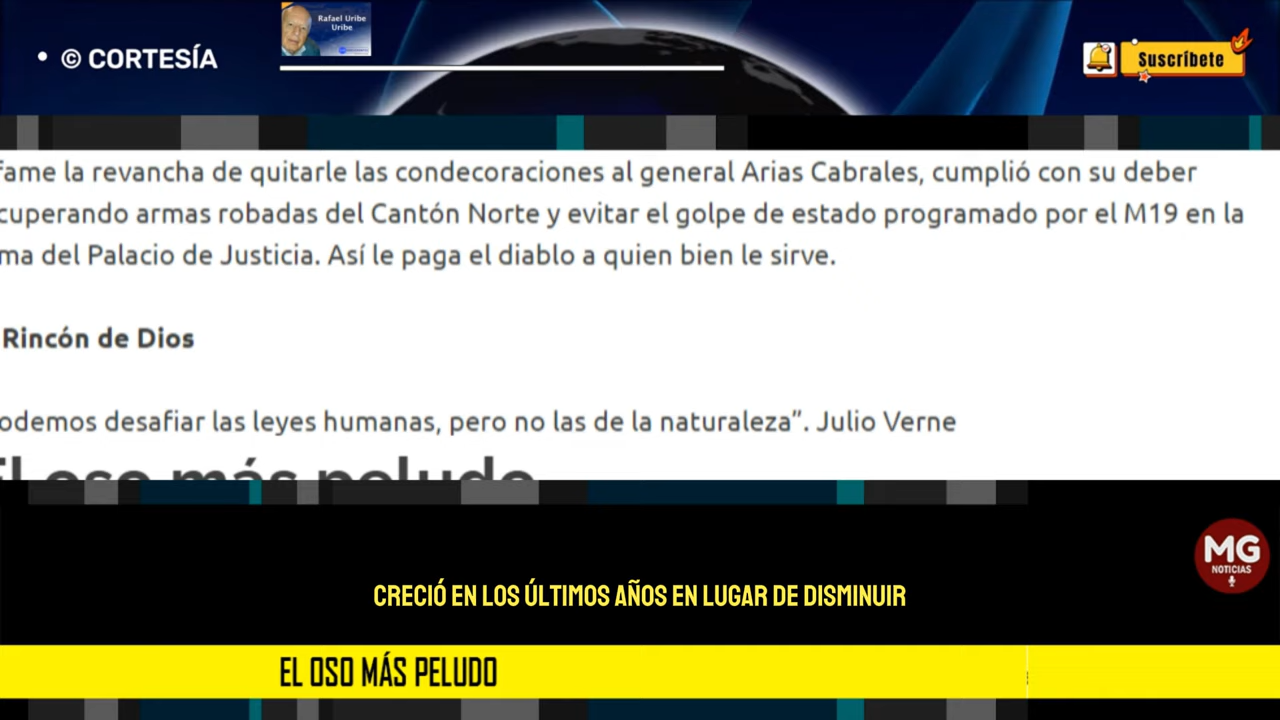 Rafael Uribe
Uribe
• © CORTESÍA
Suscríbete
fame la revancha de quitarle las condecoraciones al general Arias Cabrales, cumplió con su deber
cuperando armas robadas del Cantón Norte y evitar el golpe de estado programado por el M19 en la
ma del Palacio de Justicia. Así le paga el diablo a quien bien le sirve.
Rincón de Dios
odemos desafiar las leyes humanas, pero no las de la naturaleza”. Julio Verne
El oso más peludo
MG
NOTICIAS
CRECIÓ EN LOS ÚLTIMOS AÑOS EN LUGAR DE DISMINUIR
EL OSO MÁS PELUDO